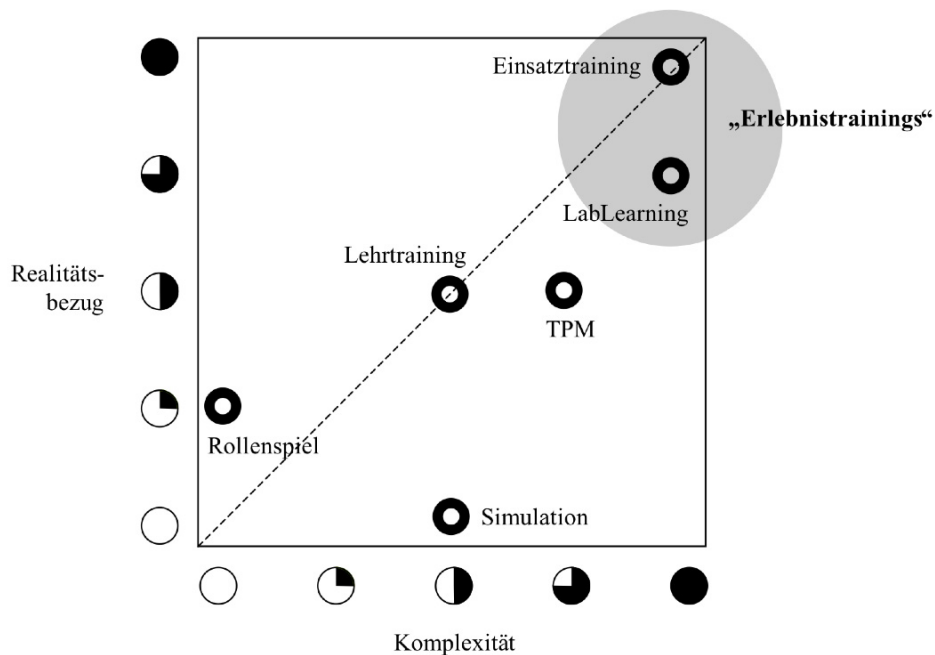 Einsatztraining
„Erlebnistrainings“
LabLearning
Lehrtraining
Realitäts-
bezug
TPM
Rollenspiel
Simulation
Komplexität